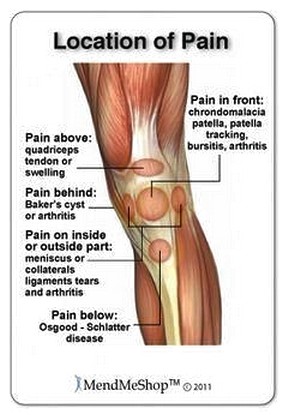 Location of Pain
Pain in front:
chrondomalacia
patella, patella
tracking,
bursitis, arthritis
Pain above:
quadriceps
tendon or
swelling
Pain behind:
Baker's cyst
or arthritis
Pain on inside
or outside part:
meniscus or
collaterals
ligaments tears
and arthritis
Pain below:
Osgood - Schlatter
disease
MendMeShop™ © 2011